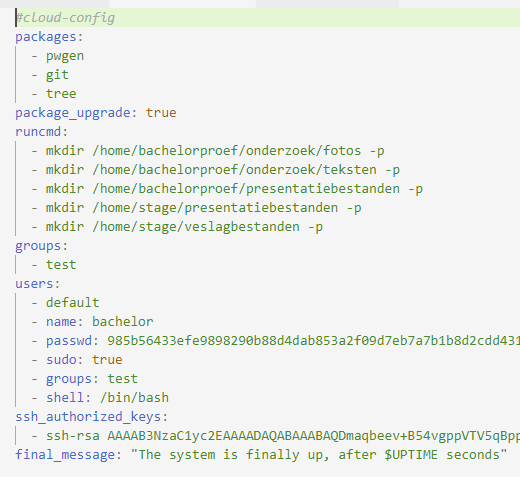 #cloud-config
packages:
- pwgen
- git
- tree
package_upgrade: true
runcmd:
- mkdir /home/bachelorproef/onderzoek/fotos -p
- mkdir /home/bachelorproef/onderzoek/teksten -p
- mkdir /home/bachelorproef/presentatiebestanden -p
- mkdir /home/stage/presentatiebestanden -p
- mkdir /home/stage/veslagbestanden -p
groups:
- test
users:
- default
- name: bachelor
- passwd: 985b56433efe9898290b88d4dab853a2f09d7eb7a7b1b8d2cdd431
- sudo: true
- groups: test
- shell: /bin/bash
ssh_authorized_keys:
- ssh-rsa AAAAB3NzaC1yc2EAAAADAQABAAABAQDmaqbeev+B54vgppVTV5qBpp
final_message: "The system is finally up, after $UPTIME seconds"